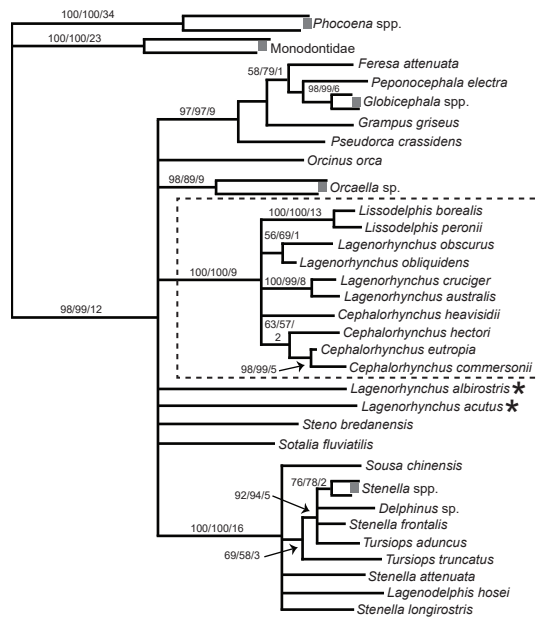 100/100/34
Phocoena spp.
100/100/23
Monodontidae
Feresa attenuata
58/79/1
Peponocephala electra
98/99/6
Globicephala spp.
97/97/9
Grampus griseus
Pseudorca crassidens
Orcinus orca
98/89/9
Orcaella sp.
100/100/13
Lissodelphis borealis
Lissodelphis peronii
56/69/1
Lagenorhynchus obscurus
Lagenorhynchus obliquidens
100/100/9
100/99/8
Lagenorhynchus cruciger
Lagenorhynchus australis
Cephalorhynchus heavisidii
98/99/12
63/57/
2
Cephalorhynchus hectori
Cephalorhynchus eutropia
98/99/5
Cephalorhynchus commersonii
Lagenorhynchus albirostris *
Lagenorhynchus acutus *
Steno bredanensis
Sotalia fluviatilis
Sousa chinensis
76/78/2
Stenella spp.
92/94/5
Delphinus sp.
Stenella frontalis
100/100/16
Tursiops aduncus
69/58/3
Tursiops truncatus
Stenella attenuata
Lagenodelphis hosei
Stenella longirostris